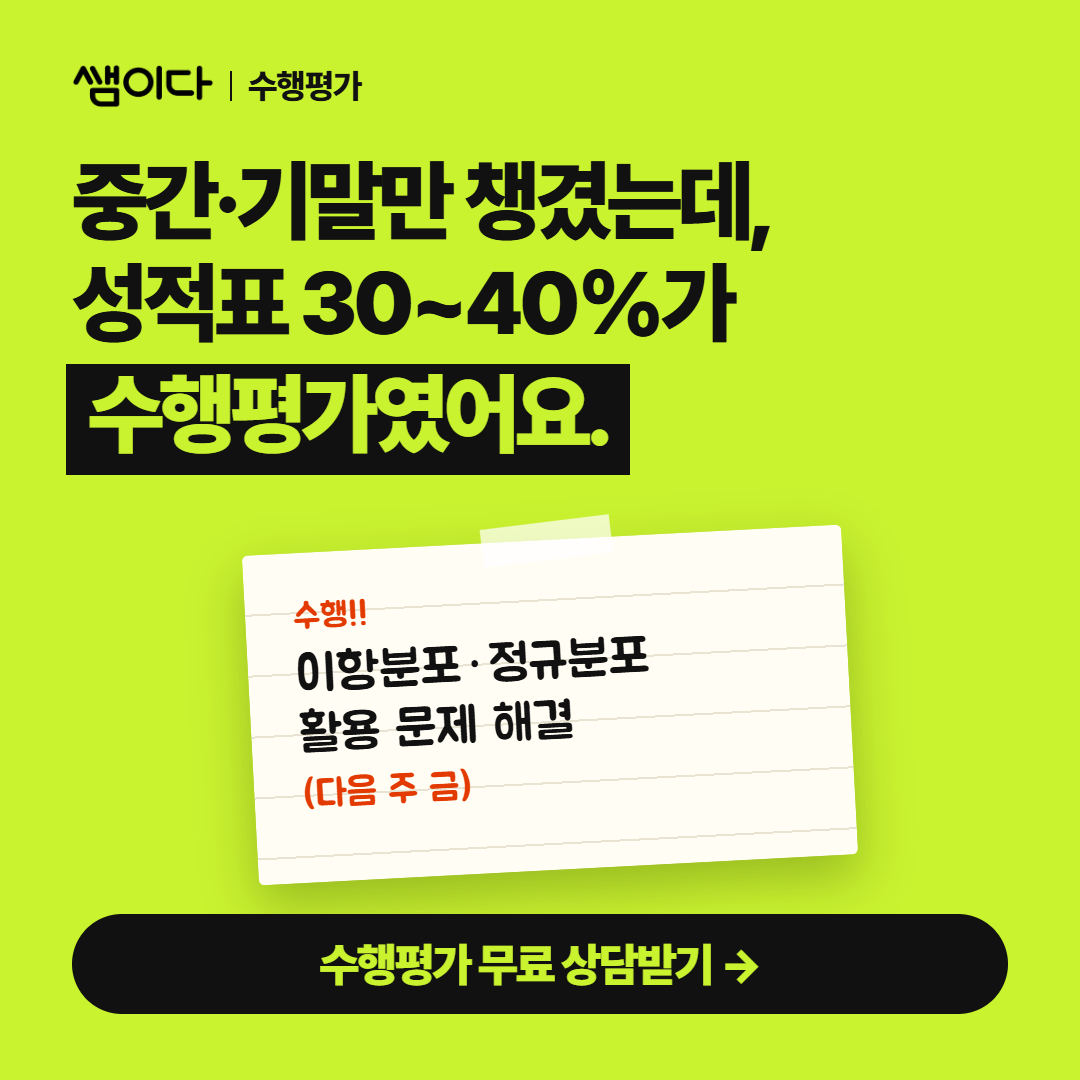 쌤이다 | 수행평가
중간·기말만 챙겼는데,
성적표 30~40%가
수행평가였어요.
수행!!
이항분포 · 정규분포
활용 문제 해결
(다음 주 금)
수행평가 무료 상담받기 →